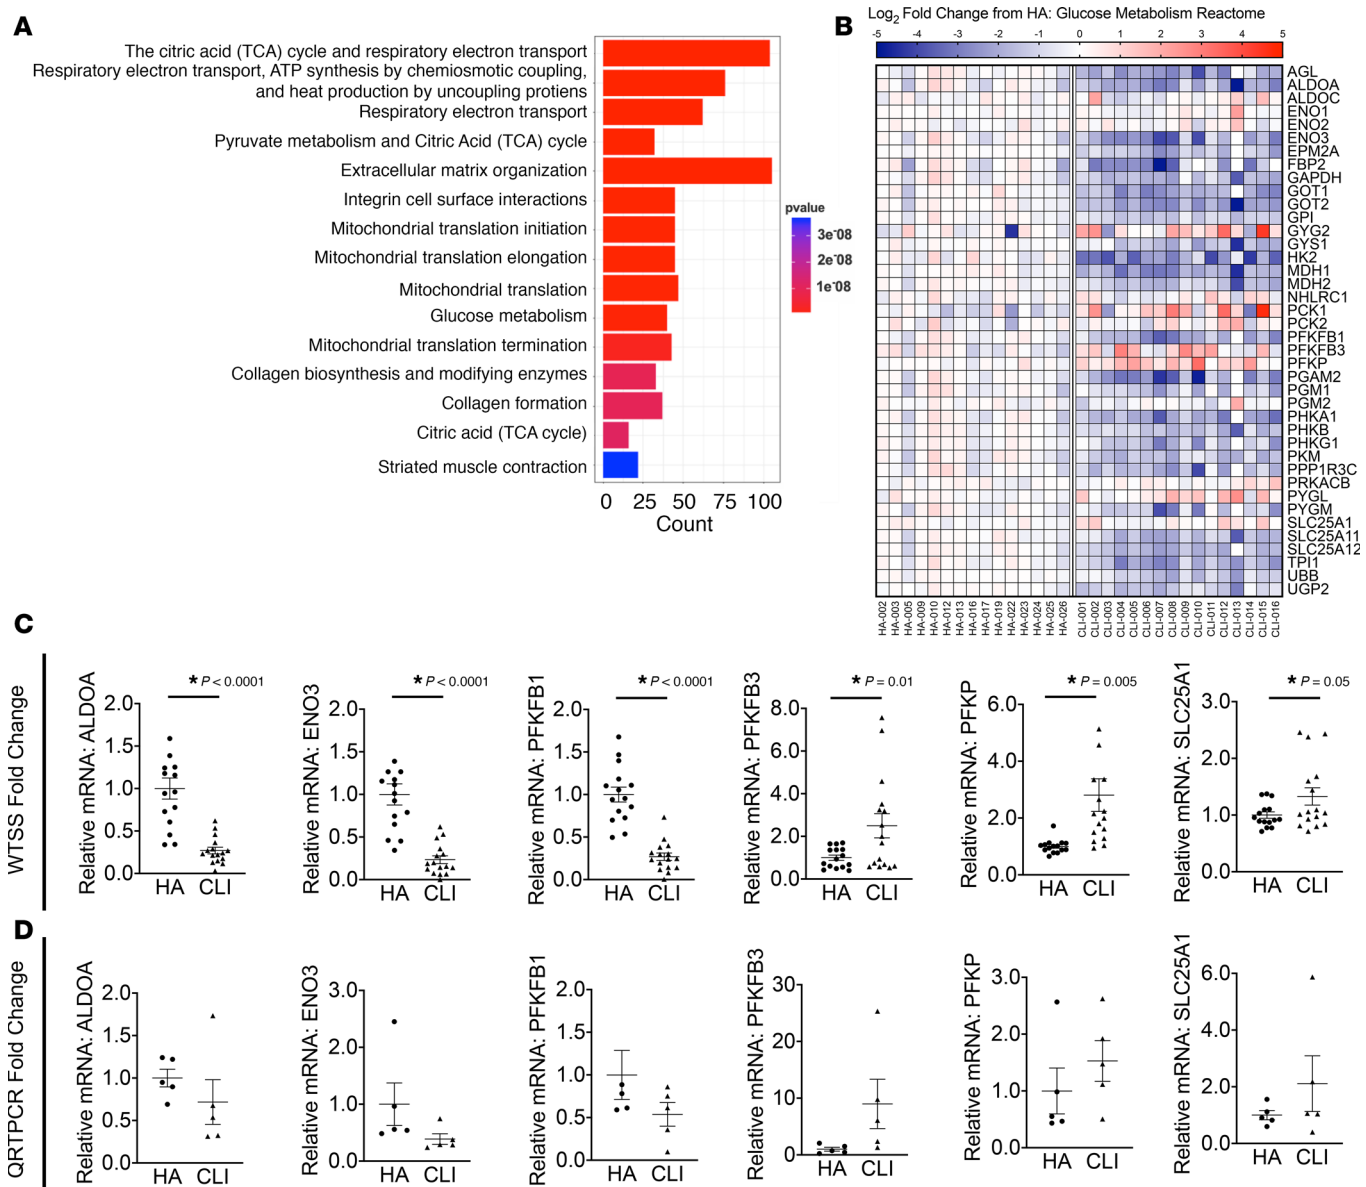 A
The citric acid (TCA) cycle and respiratory electron transport
Respiratory electron transport, ATP synthesis by chemiosmotic coupling,
and heat production by uncoupling protiens
Respiratory electron transport
Pyruvate metabolism and Citric Acid (TCA) cycle
Extracellular matrix organization
Integrin cell surface interactions
Mitochondrial translation initiation
Mitochondrial translation elongation
Mitochondrial translation
Glucose metabolism
Mitochondrial translation termination
Collagen biosynthesis and modifying enzymes
Collagen formation
Citric acid (TCA cycle)
Striated muscle contraction
0 25 50 75 100
Count
pvalue
3e-08
2e-08
1e-08
B
Log2 Fold Change from HA: Glucose Metabolism Reactome
-5 -4 -3 -2 -1 0 1 2 3 4 5
AGL
ALDOA
ALDOC
ENO1
ENO2
ENO3
EPM2A
FBP2
GAPDH
GOT1
GOT2
GPI
GYG2
GYS1
HK2
MDH1
MDH2
NHLRC1
PCK1
PCK2
PFKFB1
PFKFB3
PFKP
PGAM2
PGM1
PGM2
PHKA1
PHKB
PHKG1
PKM
PPP1R3C
PRKACB
PYGL
PYGM
SLC25A1
SLC25A11
SLC25A12
TPI1
UBB
UGP2
HA-002
HA-003
HA-005
HA-009
HA-010
HA-012
HA-013
HA-016
HA-017
HA-019
HA-022
HA-023
HA-024
HA-025
HA-026
CLI-001
CLI-002
CLI-003
CLI-004
CLI-005
CLI-006
CLI-007
CLI-008
CLI-009
CLI-010
CLI-011
CLI-012
CLI-013
CLI-014
CLI-015
CLI-016
C
WTSS Fold Change
Relative mRNA: ALDOA
2.0
1.5
1.0
0.5
0.0
* P < 0.0001
HA CLI
Relative mRNA: ENO3
2.0
1.5
1.0
0.5
0.0
* P < 0.0001
HA CLI
Relative mRNA: PFKFB1
2.0
1.5
1.0
0.5
0.0
* P < 0.0001
HA CLI
Relative mRNA: PFKFB3
8.0
6.0
4.0
2.0
0.0
* P = 0.01
HA CLI
Relative mRNA: PFKP
6.0
4.0
2.0
0.0
* P = 0.005
HA CLI
Relative mRNA: SLC25A1
3.0
2.0
1.0
0.0
* P = 0.05
HA CLI
D
QRTPCR Fold Change
Relative mRNA: ALDOA
2.0
1.5
1.0
0.5
0.0
HA CLI
Relative mRNA: ENO3
3.0
2.0
1.0
0.0
HA CLI
Relative mRNA: PFKFB1
2.0
1.5
1.0
0.5
0.0
HA CLI
Relative mRNA: PFKFB3
30
20
10
0
HA CLI
Relative mRNA: PFKP
3.0
2.0
1.0
0.0
HA CLI
Relative mRNA: SLC25A1
6.0
4.0
2.0
0.0
HA CLI